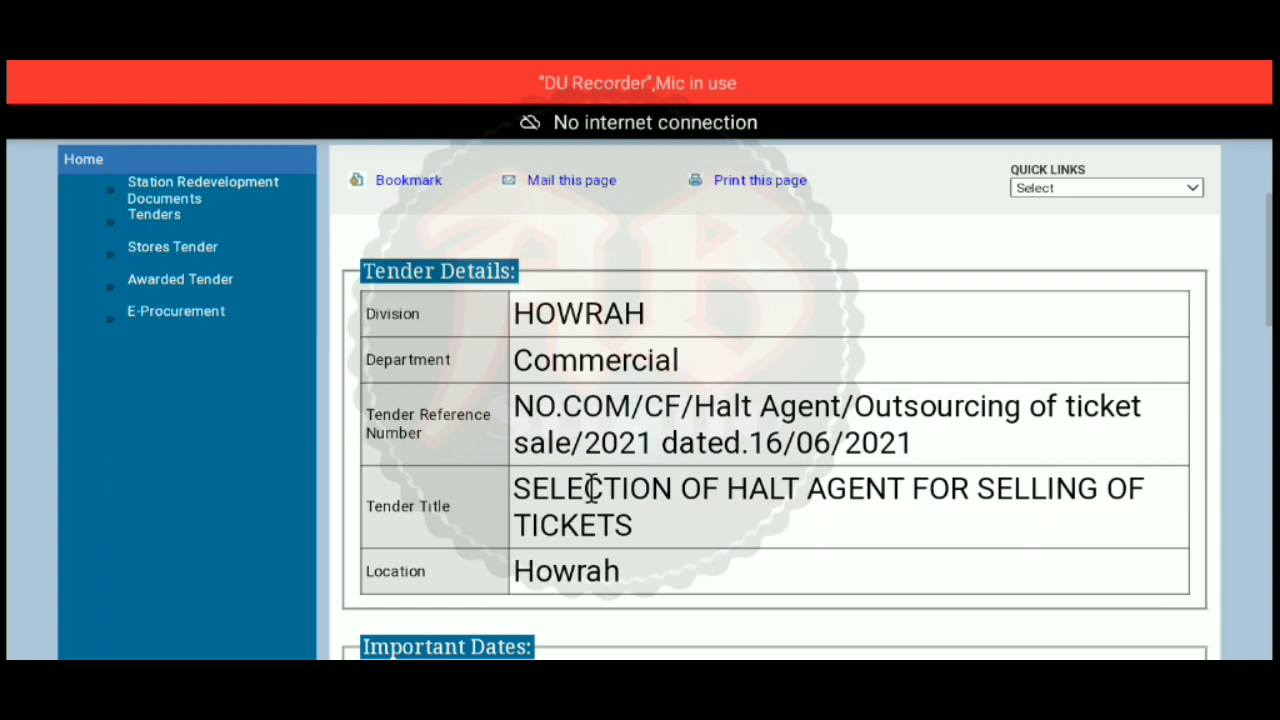 "DU Recorder",Mic in use
No internet connection
Home
Station Redevelopment
Documents
Tenders
Stores Tender
Awarded Tender
E-Procurement
Bookmark
Mail this page
Print this page
QUICK LINKS
Select
Tender Details:
Division
HOWRAH
Department
Commercial
Tender Reference
Number
NO.COM/CF/Halt Agent/Outsourcing of ticket
sale/2021 dated.16/06/2021
Tender Title
SELECTION OF HALT AGENT FOR SELLING OF
TICKETS
Location
Howrah
Important Dates: